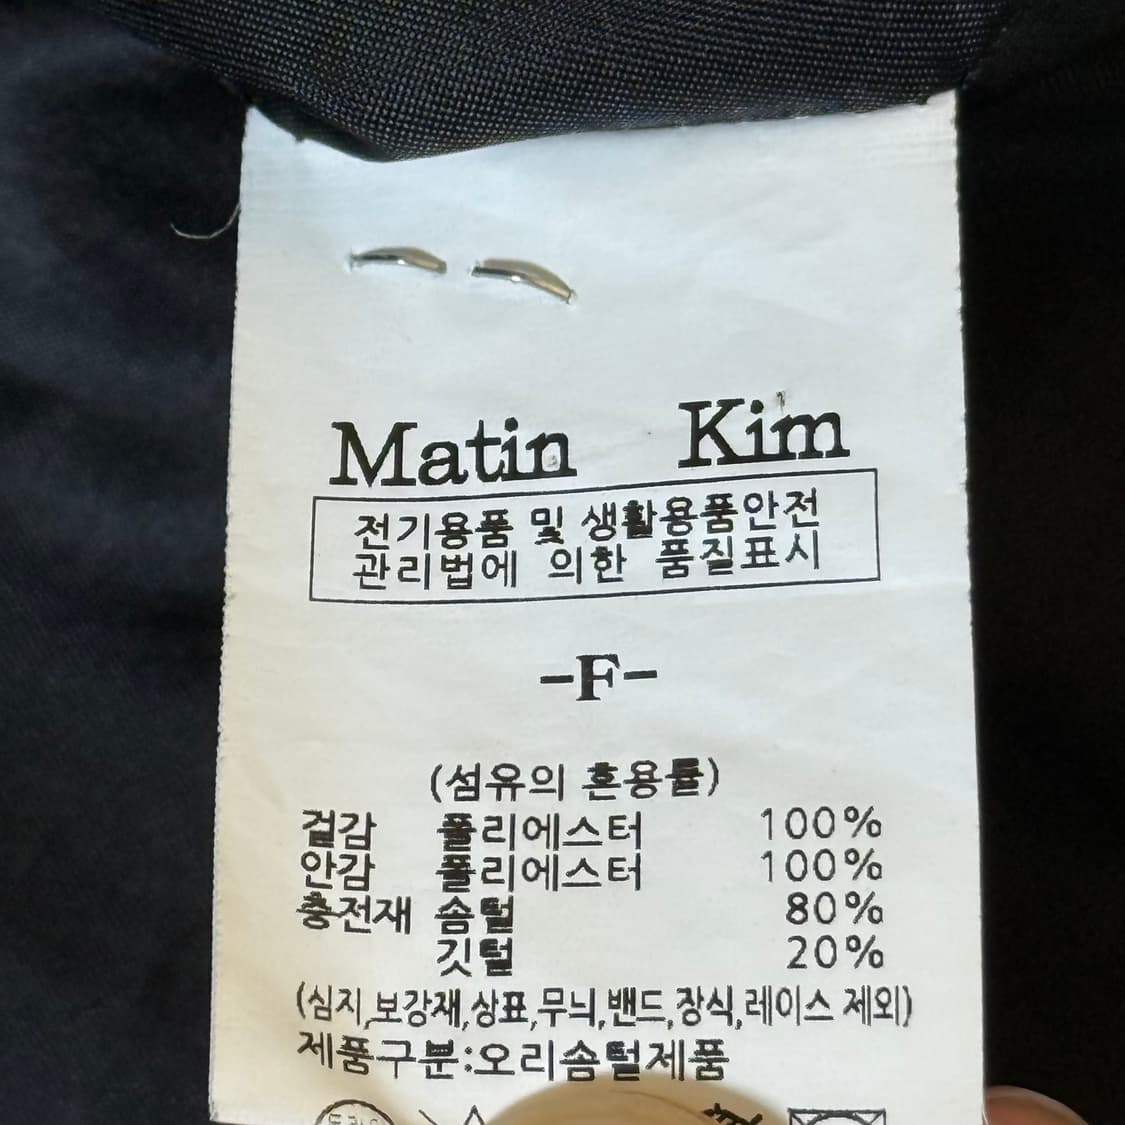 Matin Kim
전기용품 및 생활용품안전
관리법에 의한 품질표시
-F-
(섬유의 혼용률)
겉감 폴리에스터 100%
안감 폴리에스터 100%
충전재 솜털 80%
깃털 20%
(심지,보강재,상표,무늬,밴드,장식,레이스 제외)
제품구분:오리솜털제품